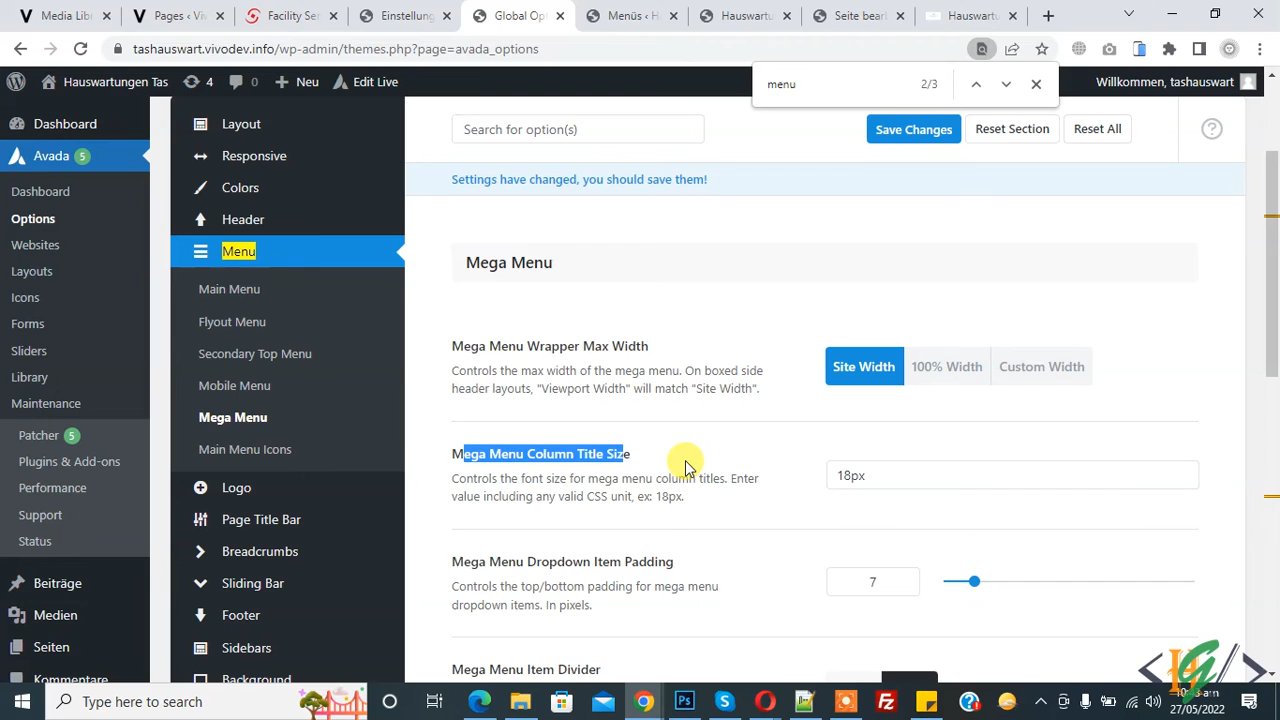 Media Lib
Pages ‹ Viv
Facility Ser
Einstellung
Global Op
Menüs ‹ H
Hauswartu
Seite bearb
Hauswartu
tashauswart.vivodev.info/wp-admin/themes.php?page=avada_options
menu 2/3
Hauswartungen Tas 4 0 Neu Edit Live Willkommen, tashauswart
Dashboard
Avada 5
Dashboard
Options
Websites
Layouts
Icons
Forms
Sliders
Library
Maintenance
Patcher 5
Plugins & Add-ons
Performance
Support
Status
Beiträge
Medien
Seiten
Kommentare
Layout
Responsive
Colors
Header
Menu
Main Menu
Flyout Menu
Secondary Top Menu
Mobile Menu
Mega Menu
Main Menu Icons
Logo
Page Title Bar
Breadcrumbs
Sliding Bar
Footer
Sidebars
Background
Search for option(s)
Save Changes Reset Section Reset All
Settings have changed, you should save them!
Mega Menu
Mega Menu Wrapper Max Width
Controls the max width of the mega menu. On boxed side
header layouts, "Viewport Width" will match "Site Width".
Site Width 100% Width Custom Width
Mega Menu Column Title Size
Controls the font size for mega menu column titles. Enter
value including any valid CSS unit, ex: 18px.
18px
Mega Menu Dropdown Item Padding
Controls the top/bottom padding for mega menu
dropdown items. In pixels.
7
Mega Menu Item Divider
Type here to search
27/05/2022